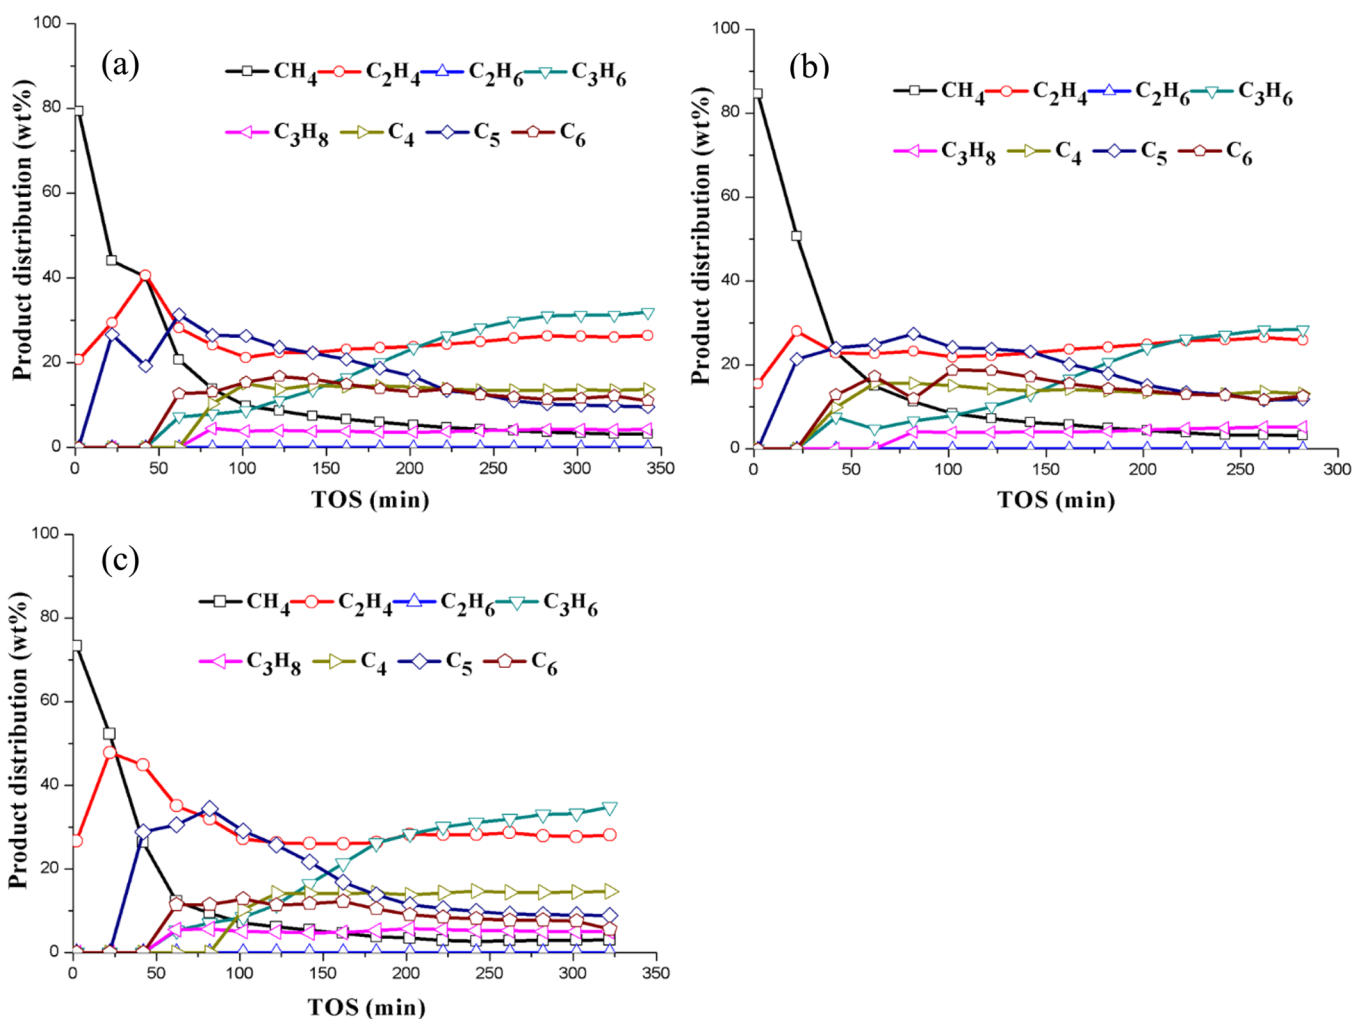 (a)
CH4 C2H4 C2H6 C3H6
C3H8 C4 C5 C6
Product distribution (wt%)
100
80
60
40
20
0
0 50 100 150 200 250 300 350
TOS (min)
(b)
CH4 C2H4 C2H6 C3H6
C3H8 C4 C5 C6
Product distribution (wt%)
100
80
60
40
20
0
0 50 100 150 200 250 300
TOS (min)
(c)
CH4 C2H4 C2H6 C3H6
C3H8 C4 C5 C6
Product distribution (wt%)
100
80
60
40
20
0
0 50 100 150 200 250 300 350
TOS (min)